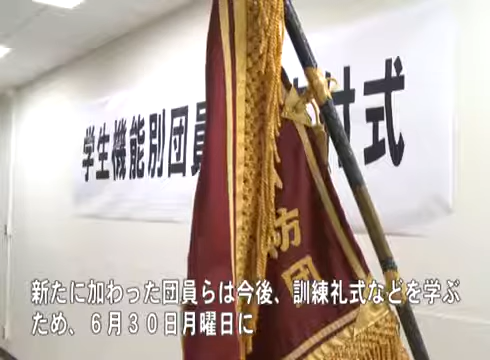 学生機能別団員
付式
防
団
新たに加わった団員らは今後、訓練礼式などを学ぶ
ため、６月３０日月曜日に